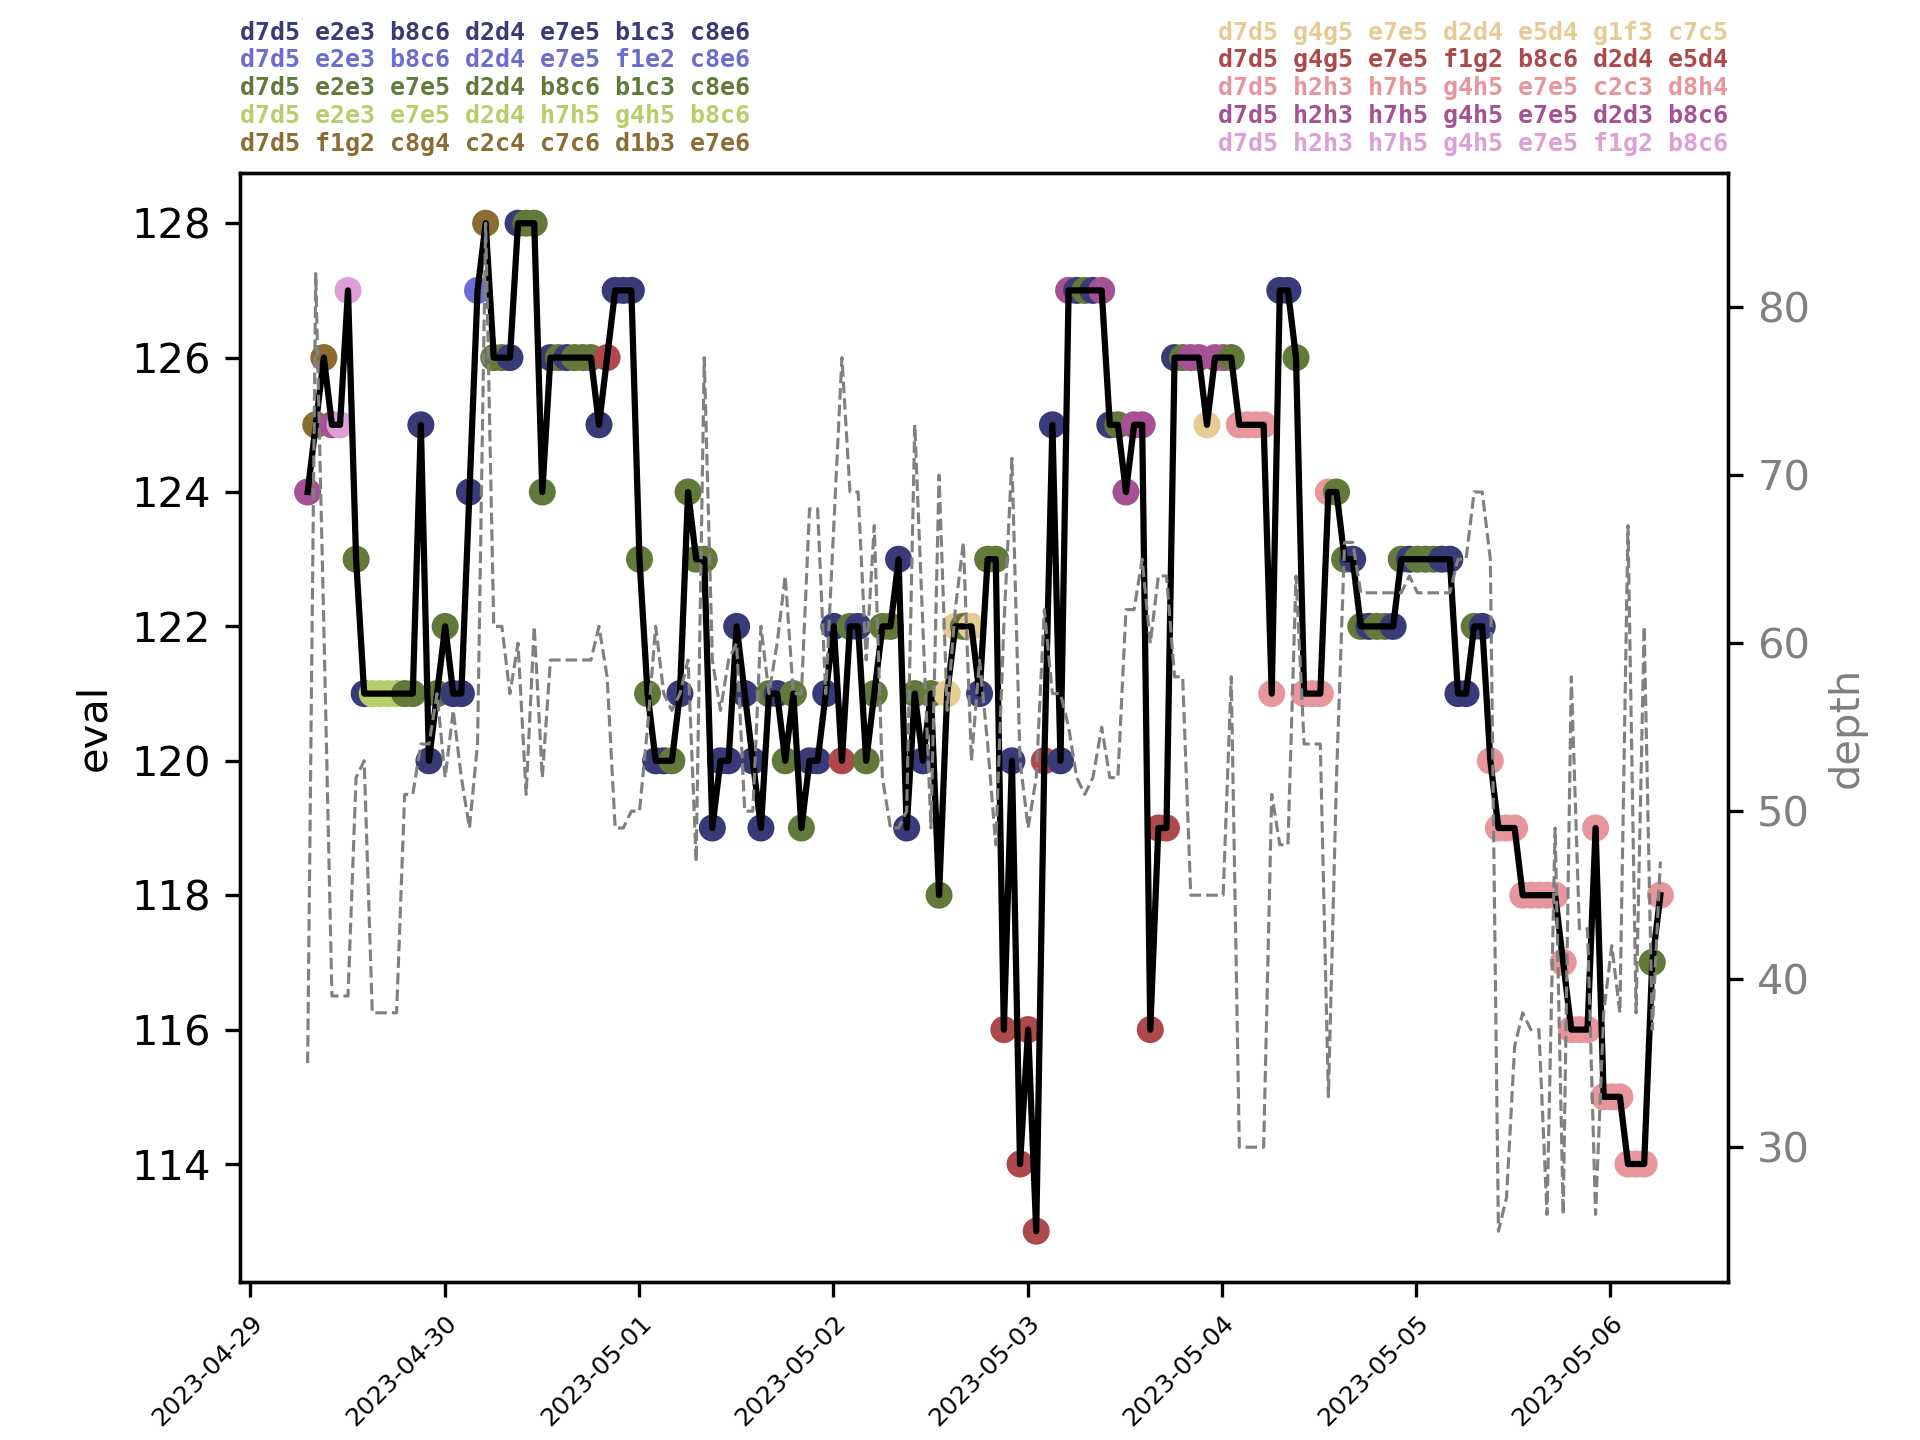 d7d5 e2e3 b8c6 d2d4 e7e5 b1c3 c8e6
d7d5 e2e3 b8c6 d2d4 e7e5 f1e2 c8e6
d7d5 e2e3 e7e5 d2d4 b8c6 b1c3 c8e6
d7d5 e2e3 e7e5 d2d4 h7h5 g4h5 b8c6
d7d5 f1g2 c8g4 c2c4 c7c6 d1b3 e7e6
d7d5 g4g5 e7e5 d2d4 e5d4 g1f3 c7c5
d7d5 g4g5 e7e5 f1g2 b8c6 d2d4 e5d4
d7d5 h2h3 h7h5 g4h5 e7e5 c2c3 d8h4
d7d5 h2h3 h7h5 g4h5 e7e5 d2d3 b8c6
d7d5 h2h3 h7h5 g4h5 e7e5 f1g2 b8c6
128
126
124
122
120
118
116
114
eval
80
70
60
50
40
30
depth
2023-04-29
2023-04-30
2023-05-01
2023-05-02
2023-05-03
2023-05-04
2023-05-05
2023-05-06